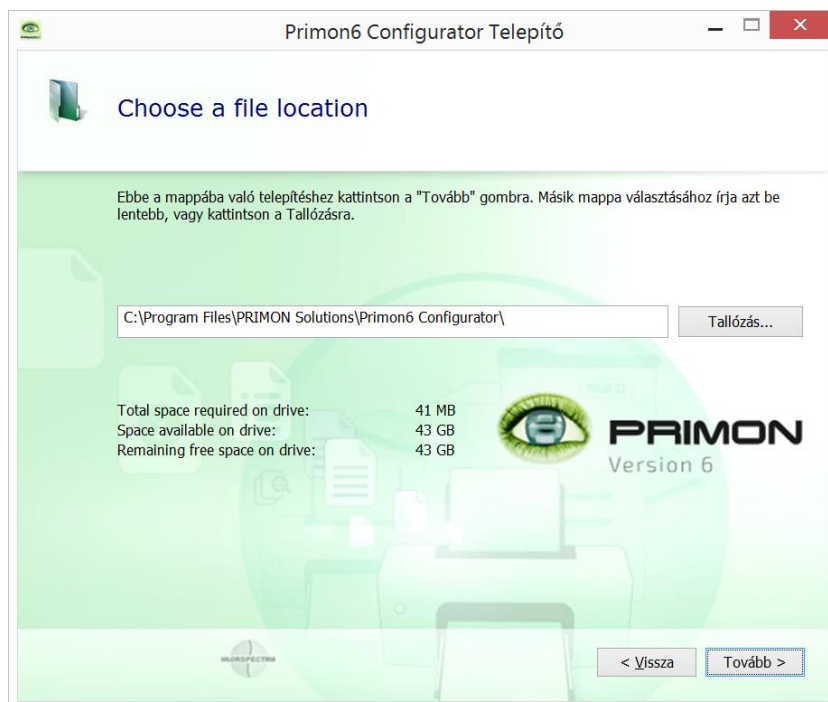 Primon6 Configurator Telepítő
Choose a file location
Ebbe a mappába való telepítéshez kattintson a "Tovább" gombra. Másik mappa választásához írja azt be
lentebb, vagy kattintson a Tallózásra.
C:\Program Files\PRIMON Solutions\Primon6 Configurator\
Tallózás...
Total space required on drive: 41 MB
Space available on drive: 43 GB
Remaining free space on drive: 43 GB
PRIMON
Version 6
< Vissza
Tovább >